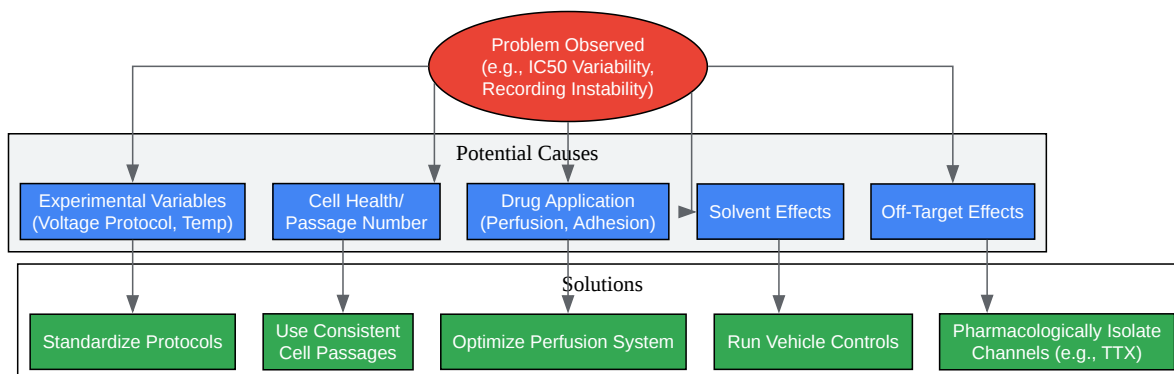 Problem Observed
(e.g., IC50 Variability,
Recording Instability)
Potential Causes
Experimental Variables
(Voltage Protocol, Temp)
Cell Health/
Passage Number
Drug Application
(Perfusion, Adhesion)
Solvent Effects
Off-Target Effects
Solutions
Standardize Protocols
Use Consistent
Cell Passages
Optimize Perfusion System
Run Vehicle Controls
Pharmacologically Isolate
Channels (e.g., TTX)